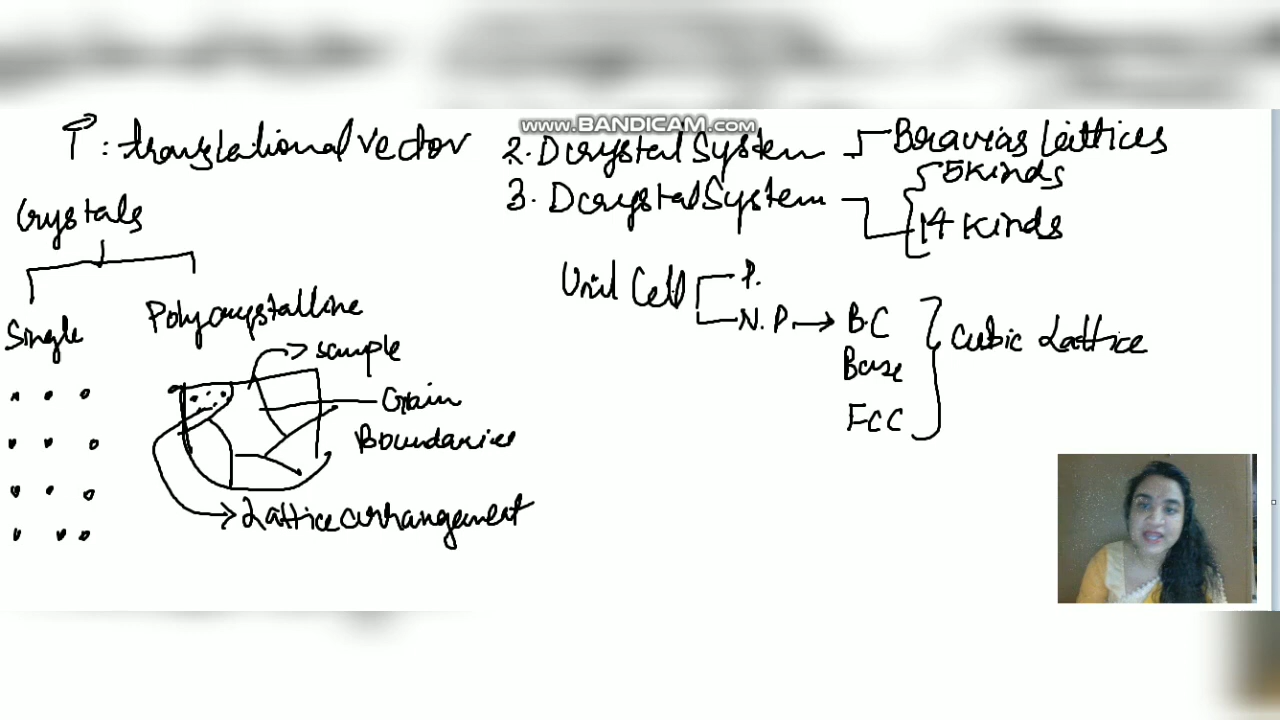 www.BANDICAM.com
T : translational vector
2. D crystal System
Bravias Lattices
5 Kinds
3. D crystal System
14 Kinds
Crystals
Single
Polycrystalline
sample
Grain
Boundaries
Lattice arrangement
Unit Cell
P.
N.P
B.C
Base
FCC
Cubic Lattice